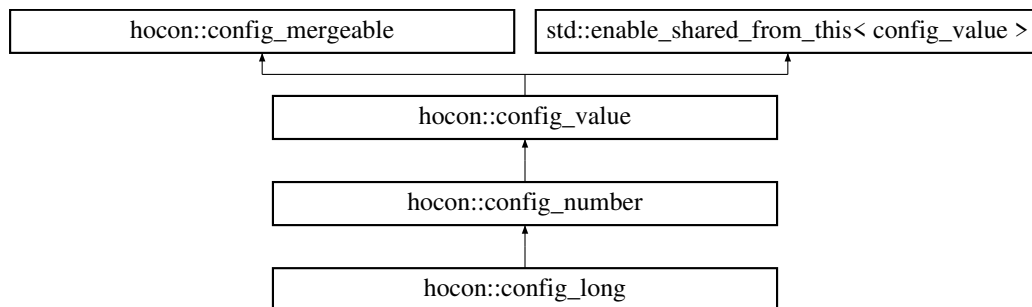 hocon::config_mergeable
std::enable_shared_from_this< config_value >
hocon::config_value
hocon::config_number
hocon::config_long